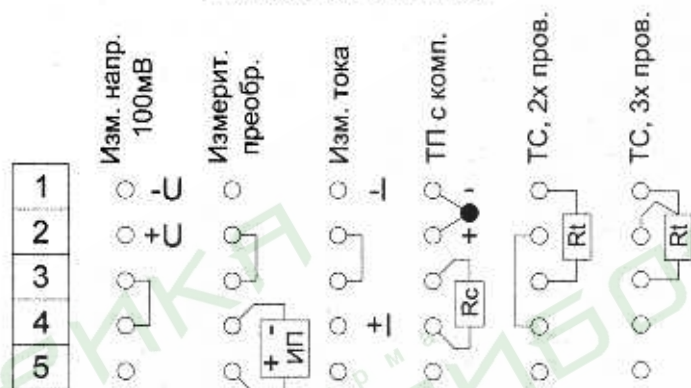 Изм. напр.
100мВ
Измерит.
преобр.
Изм. тока
ТП с комп.
ТС, 2х пров.
ТС, 3х пров.
1
-U
-I
-
2
+U
+
Rt
Rt
3
4
- +
ИП
+I
Rc
5